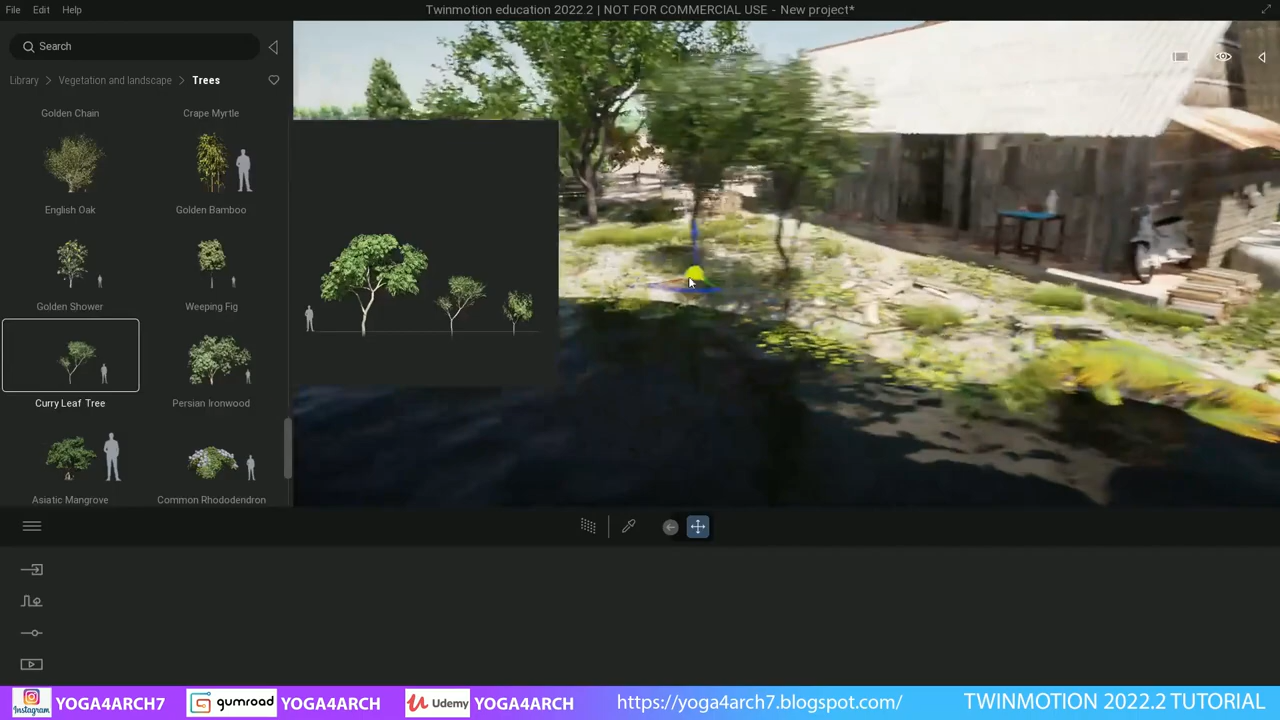 File Edit Help
Twinmotion education 2022.2 | NOT FOR COMMERCIAL USE - New project*
Search
Library Vegetation and landscape Trees
Golden Chain Crape Myrtle
English Oak Golden Bamboo
Golden Shower Weeping Fig
Curry Leaf Tree Persian Ironwood
Asiatic Mangrove Common Rhododendron
Instagram YOGA4ARCH7 gumroad YOGA4ARCH Udemy YOGA4ARCH https://yoga4arch7.blogspot.com/ TWINMOTION 2022.2 TUTORIAL